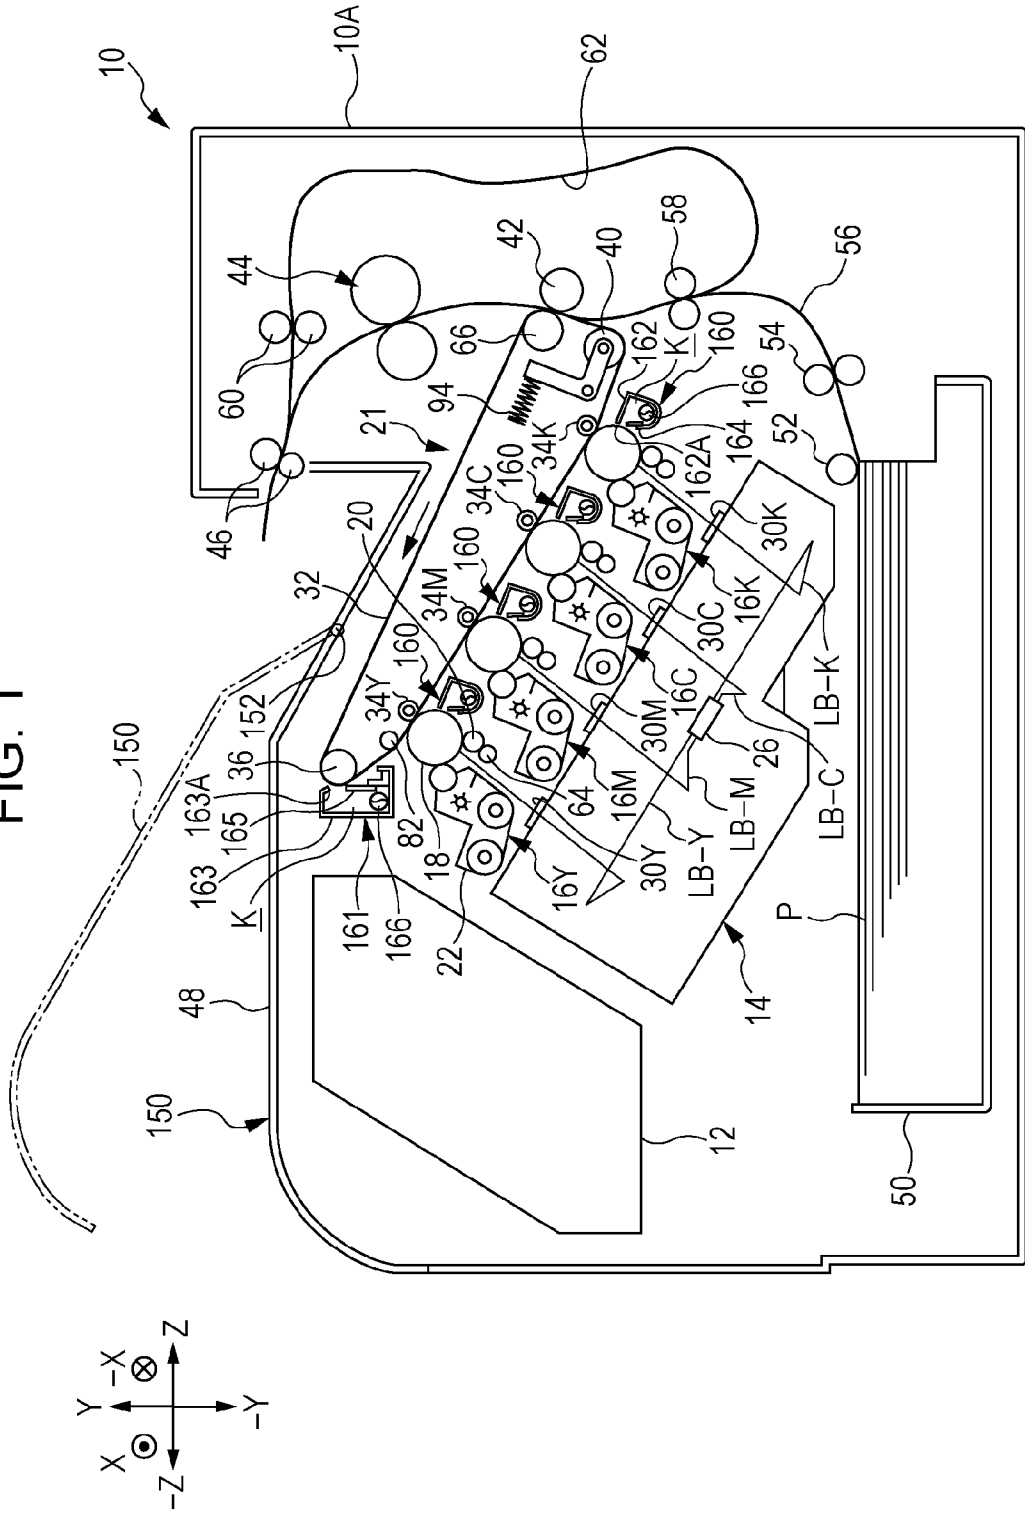 FIG. 1
10
10A
62
44
42
40
58
56
60
66
162
K
160
54
94
166
21
34K
164
52
46
160
162A
34C
20
160
30K
32
34M
30C
16K
160
16C
LB-K
152
34Y
30M
26
150
36
16M
LB-C
163A
64
LB-M
165
82
LB-Y
163
18
30Y
K
161
16Y
P
166
22
48
14
150
12
50
Y
-X
Z
X
-Z
-Y